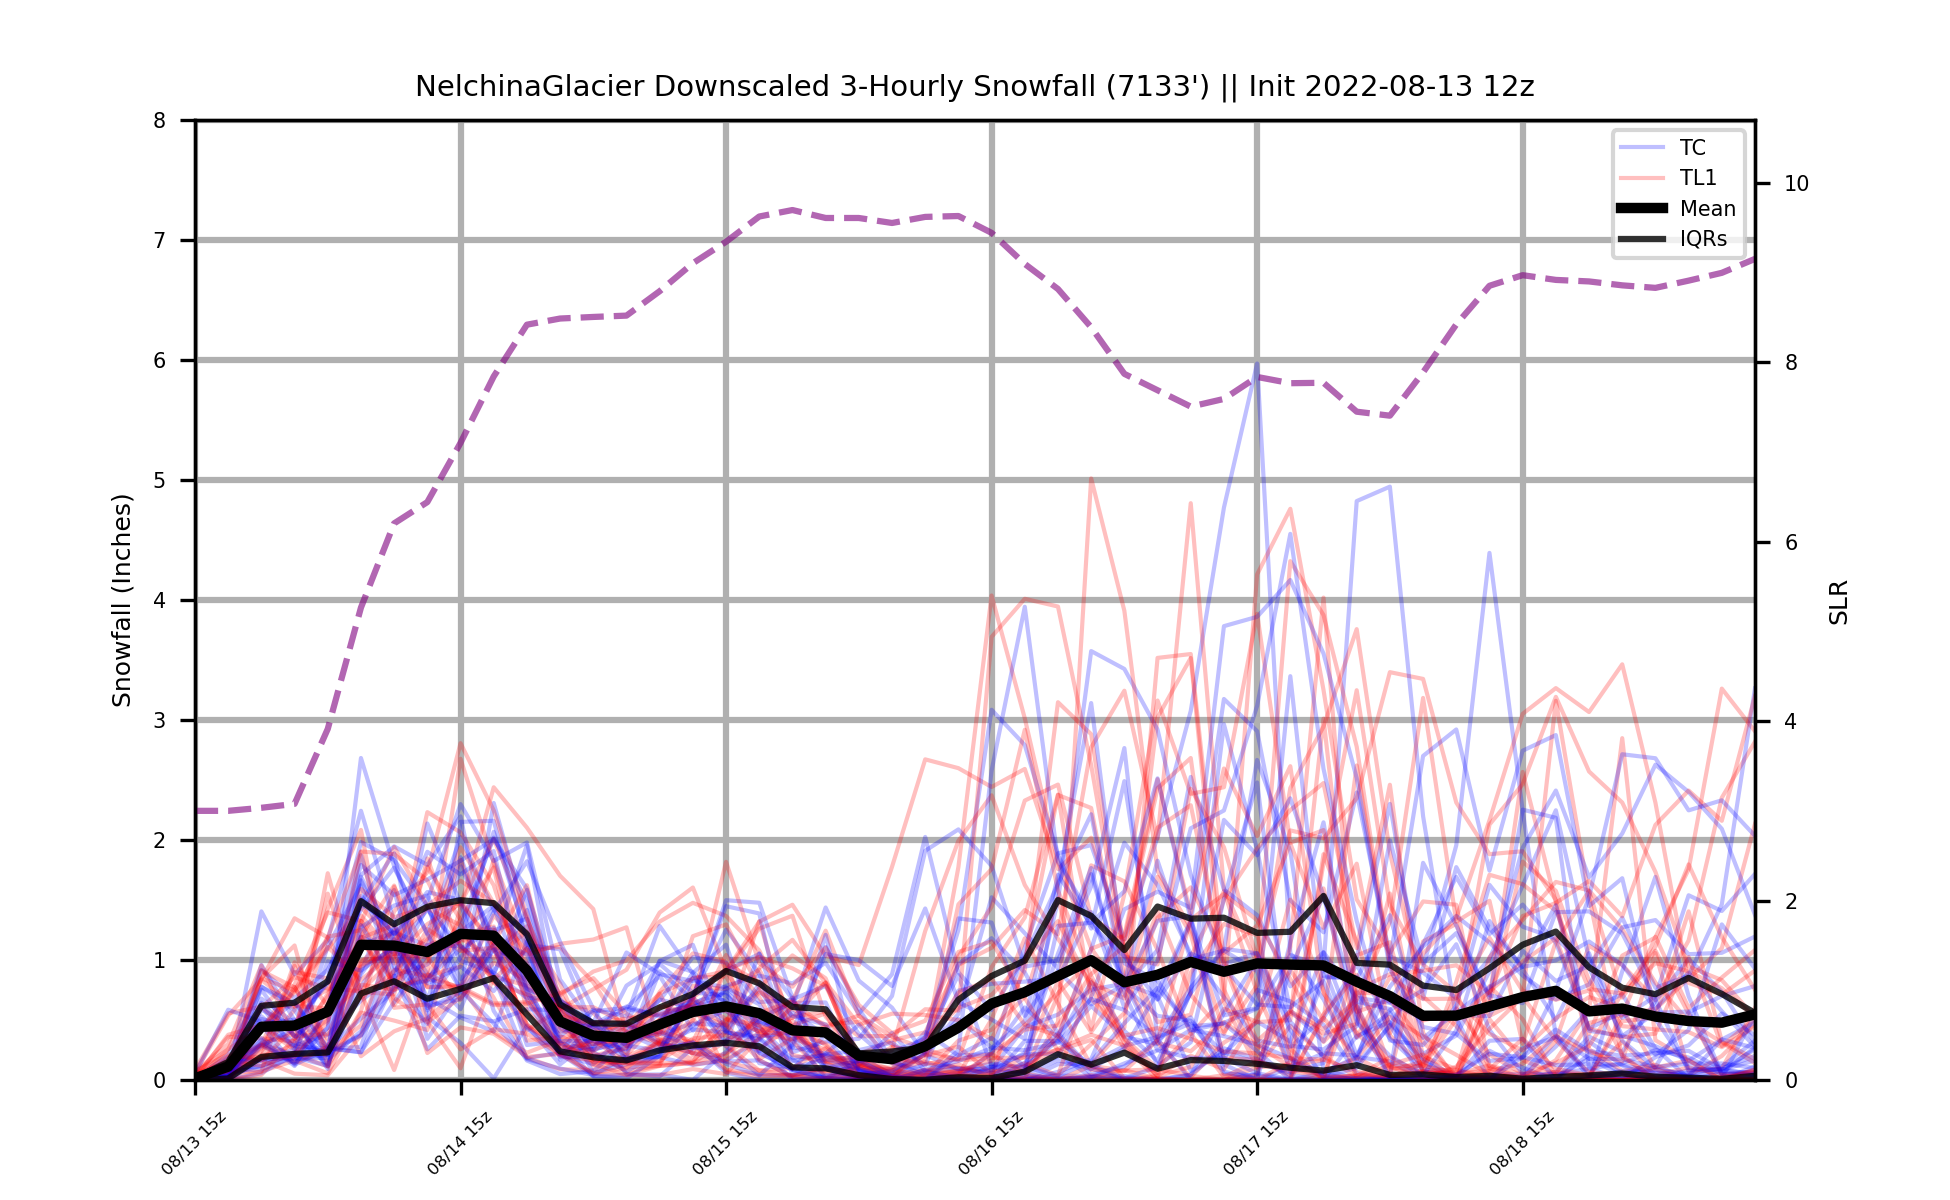 NelchinaGlacier Downscaled 3-Hourly Snowfall (7133') || Init 2022-08-13 12z
TC
TL1
Mean
IQRs
Snowfall (Inches)
8
7
6
5
4
3
2
1
0
10
8
6
4
2
0
SLR
08/13 15z
08/14 15z
08/15 15z
08/16 15z
08/17 15z
08/18 15z